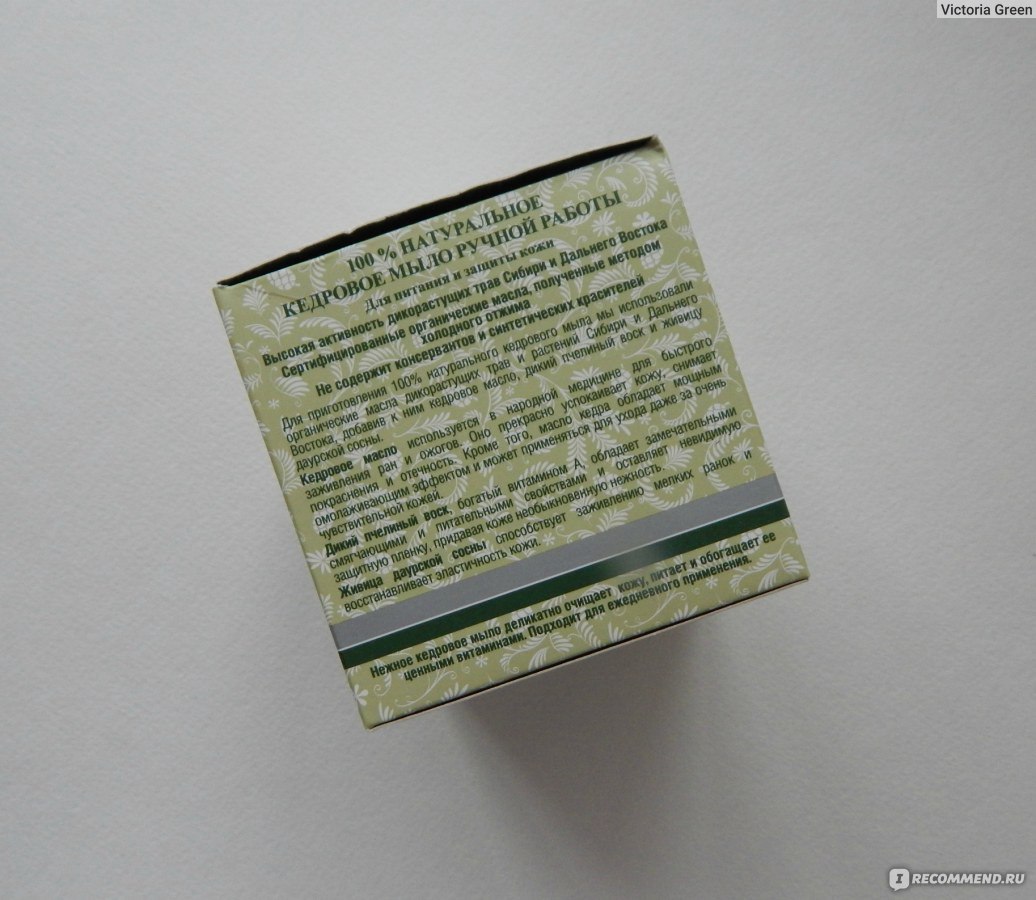 Victoria Green
100 % НАТУРАЛЬНОЕ
КЕДРОВОЕ МЫЛО РУЧНОЙ РАБОТЫ
Для питания и защиты кожи
Высокая активность дикорастущих трав Сибири и Дальнего Востока
Сертифицированные органические масла, полученные методом
холодного отжима
Не содержит консервантов и синтетических красителей
Для приготовления 100% натурального кедрового мыла мы использовали
органические масла дикорастущих трав и растений Сибири и Дальнего
Востока, добавив к ним кедровое масло, дикий пчелиный воск и живицу
даурской сосны.
Кедровое масло используется в народной медицине для быстрого
заживления ран и ожогов. Оно прекрасно успокаивает кожу, снимает
покраснения и отечность. Кроме того, масло кедра обладает мощным
омолаживающим эффектом и может применяться для ухода даже за очень
чувствительной кожей.
Дикий пчелиный воск, богатый витамином А, обладает замечательными
смягчающими и питательными свойствами и оставляет невидимую
защитную пленку, придавая коже необыкновенную нежность.
Живица даурской сосны способствует заживлению мелких ранок и
восстанавливает эластичность кожи.
Нежное кедровое мыло деликатно очищает кожу, питает и обогащает ее
ценными витаминами. Подходит для ежедневного применения.
I RECOMMEND.RU